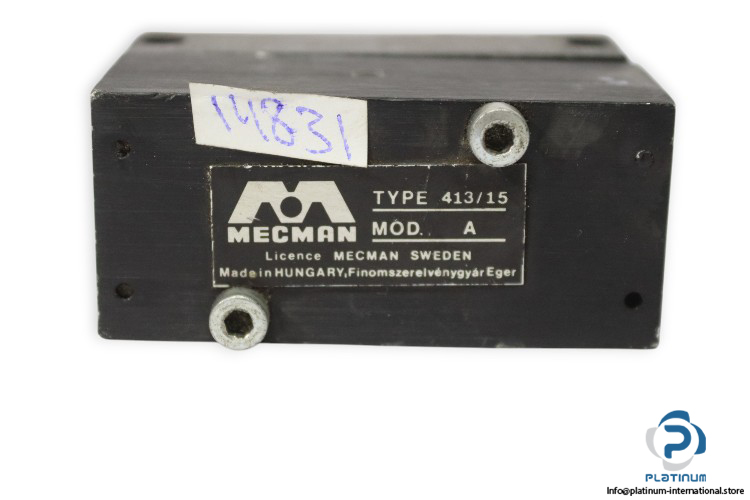 14831
TYPE 413/15
MECMAN
MOD. A
Licence MECMAN SWEDEN
Made in HUNGARY, Finomszerelvénygyár Eger
PLATINUM
Info@platinum-international.store